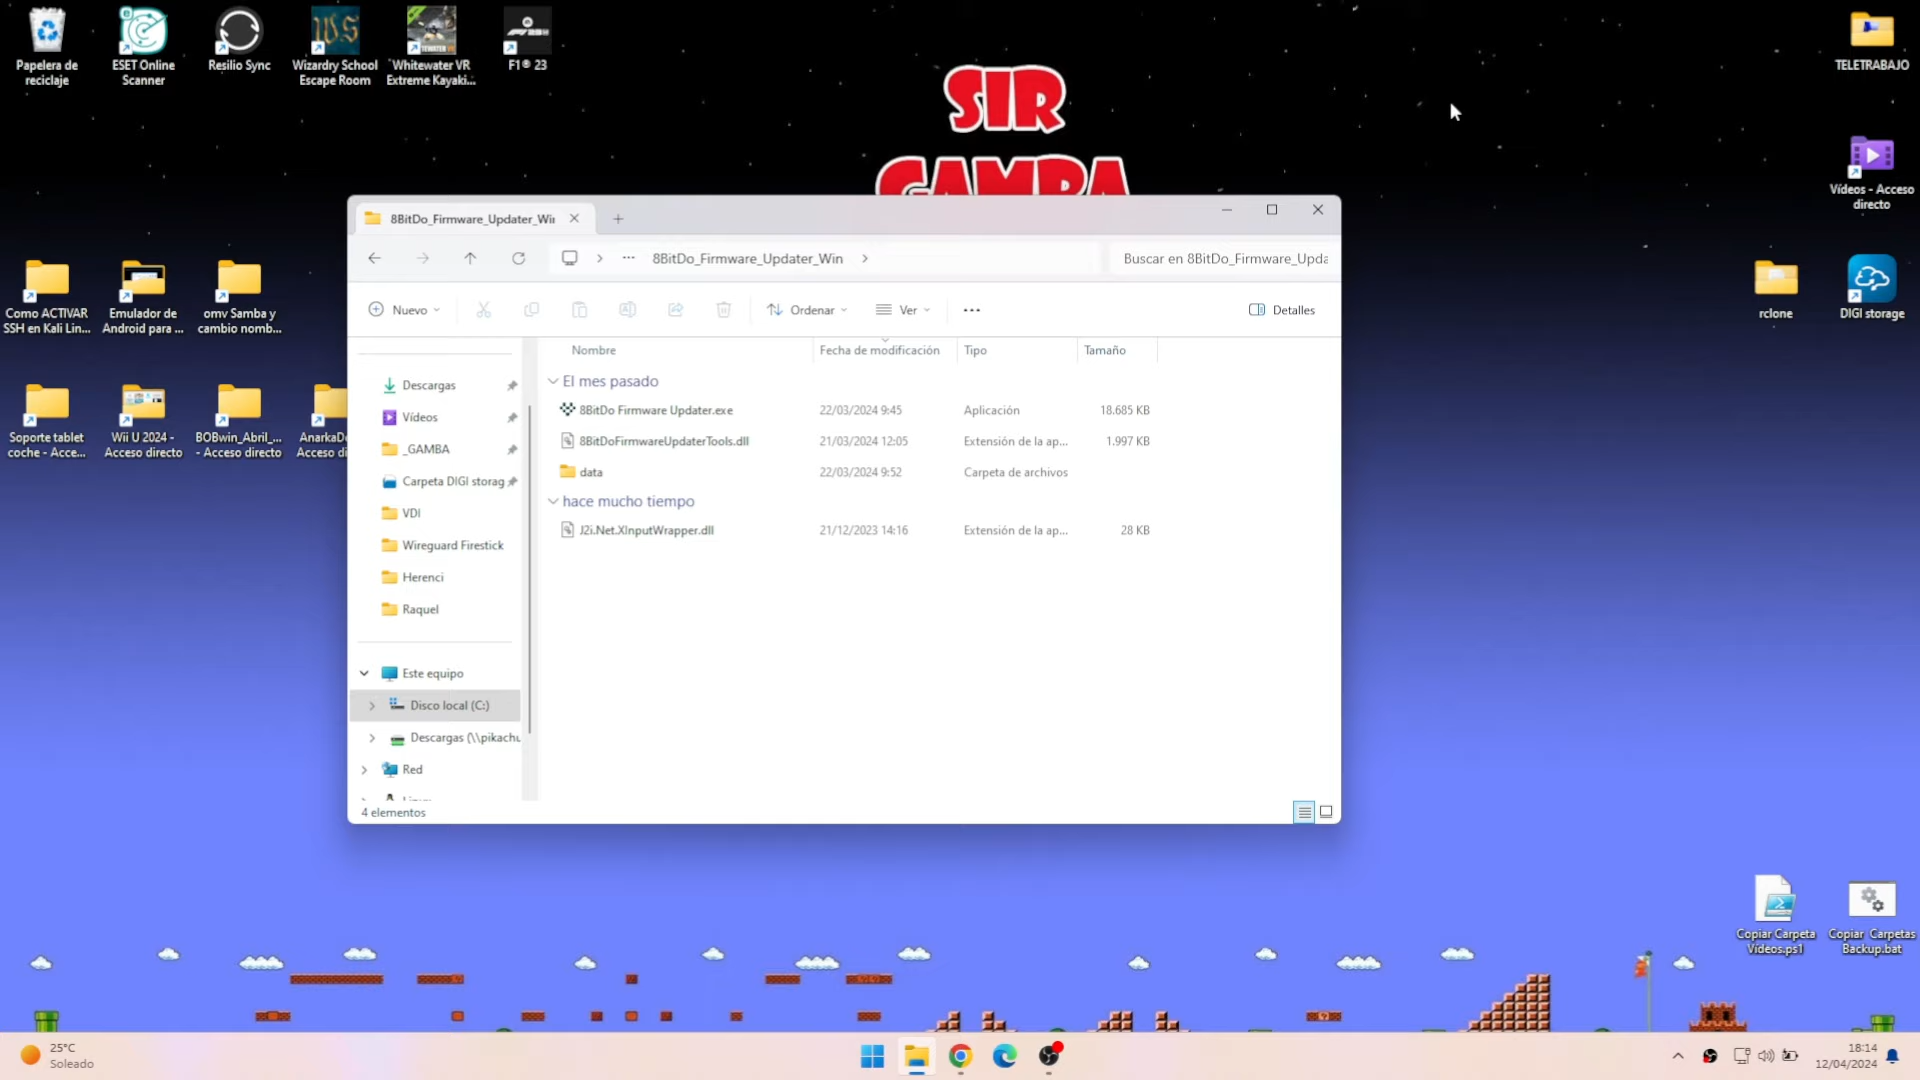 Papelera de
reciclaje
ESET Online
Scanner
Resilio Sync
Wizardry School
Escape Room
Whitewater VR
Extreme Kayaki...
F1® 23
TELETRABAJO
SIR
GAMBA
Vídeos - Acceso
directo
rclone
DIGI storage
Como ACTIVAR
SSH en Kali Lin...
Emulador de
Android para ...
omv Samba y
cambio nomb...
Soporte tablet
coche - Acce...
Wii U 2024 -
Acceso directo
BOBwin_Abril_...
- Acceso directo
8BitDo_Firmware_Updater_Win
8BitDo_Firmware_Updater_Win
Buscar en 8BitDo_Firmware_Upda
Nuevo
Ordenar
Ver
Detalles
Nombre
Fecha de modificación
Tipo
Tamaño
El mes pasado
8BitDo Firmware Updater.exe 22/03/2024 9:45 Aplicación 18.685 KB
8BitDoFirmwareUpdaterTools.dll 21/03/2024 12:05 Extensión de la ap... 1.997 KB
data 22/03/2024 9:52 Carpeta de archivos
hace mucho tiempo
J2i.Net.XInputWrapper.dll 21/12/2023 14:16 Extensión de la ap... 28 KB
Descargas
Vídeos
_GAMBA
Carpeta DIGI storag
VDI
Wireguard Firestick
Herenci
Raquel
Este equipo
Disco local (C:)
Descargas (\\pikachu
Red
4 elementos
Copiar Carpeta
Vídeos.ps1
Copiar Carpetas
Backup.bat
25°C
Soleado
18:14
12/04/2024